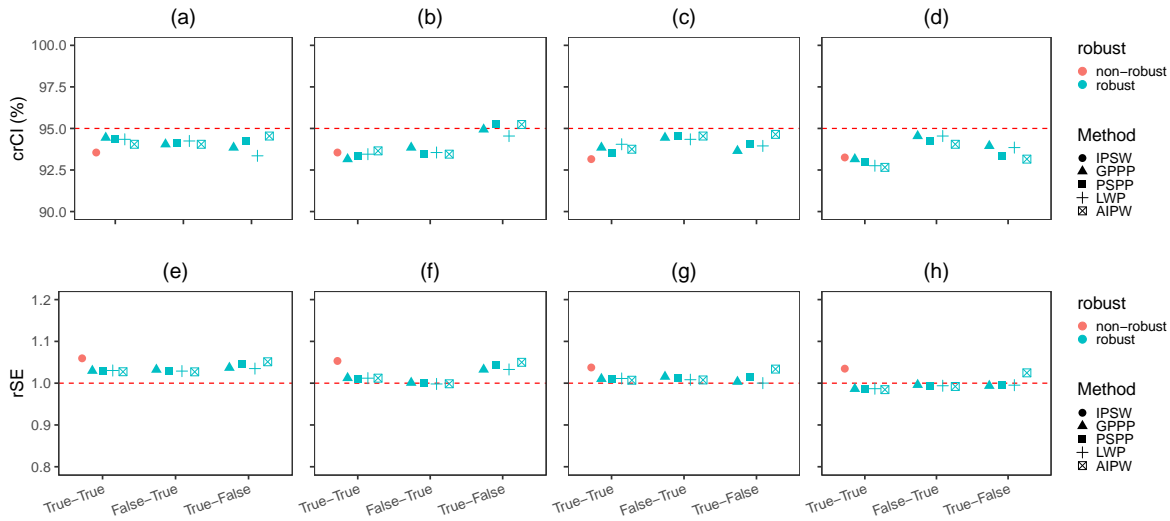 (a) (b) (c) (d)
crCI (%)
100.0
97.5
95.0
92.5
90.0
robust
non−robust
robust
Method
IPSW
GPPP
PSPP
LWP
AIPW
(e) (f) (g) (h)
rSE
1.2
1.1
1.0
0.9
0.8
True−True False−True True−False True−True False−True True−False True−True False−True True−False True−True False−True True−False
robust
non−robust
robust
Method
IPSW
GPPP
PSPP
LWP
AIPW